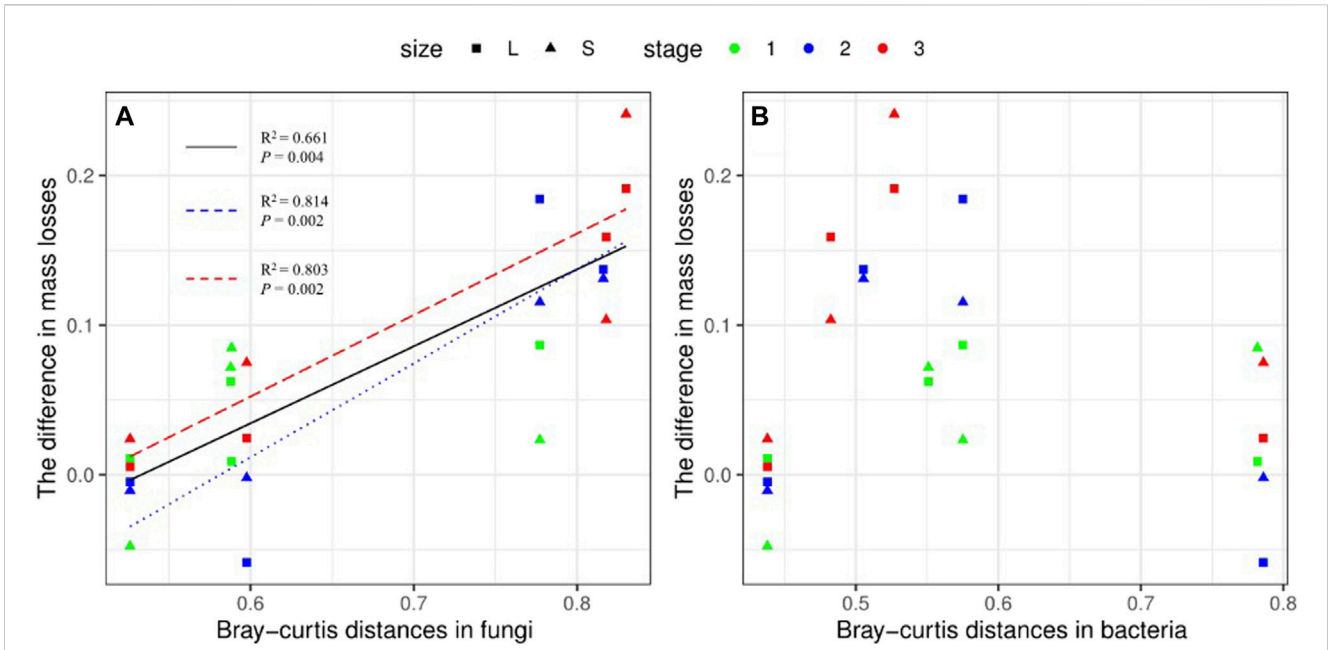 size L S stage 1 2 3
A
R² = 0.661
P = 0.004
R² = 0.814
P = 0.002
R² = 0.803
P = 0.002
The difference in mass losses
0.2
0.1
0.0
0.6 0.7 0.8
Bray−curtis distances in fungi
B
The difference in mass losses
0.2
0.1
0.0
0.5 0.6 0.7 0.8
Bray−curtis distances in bacteria